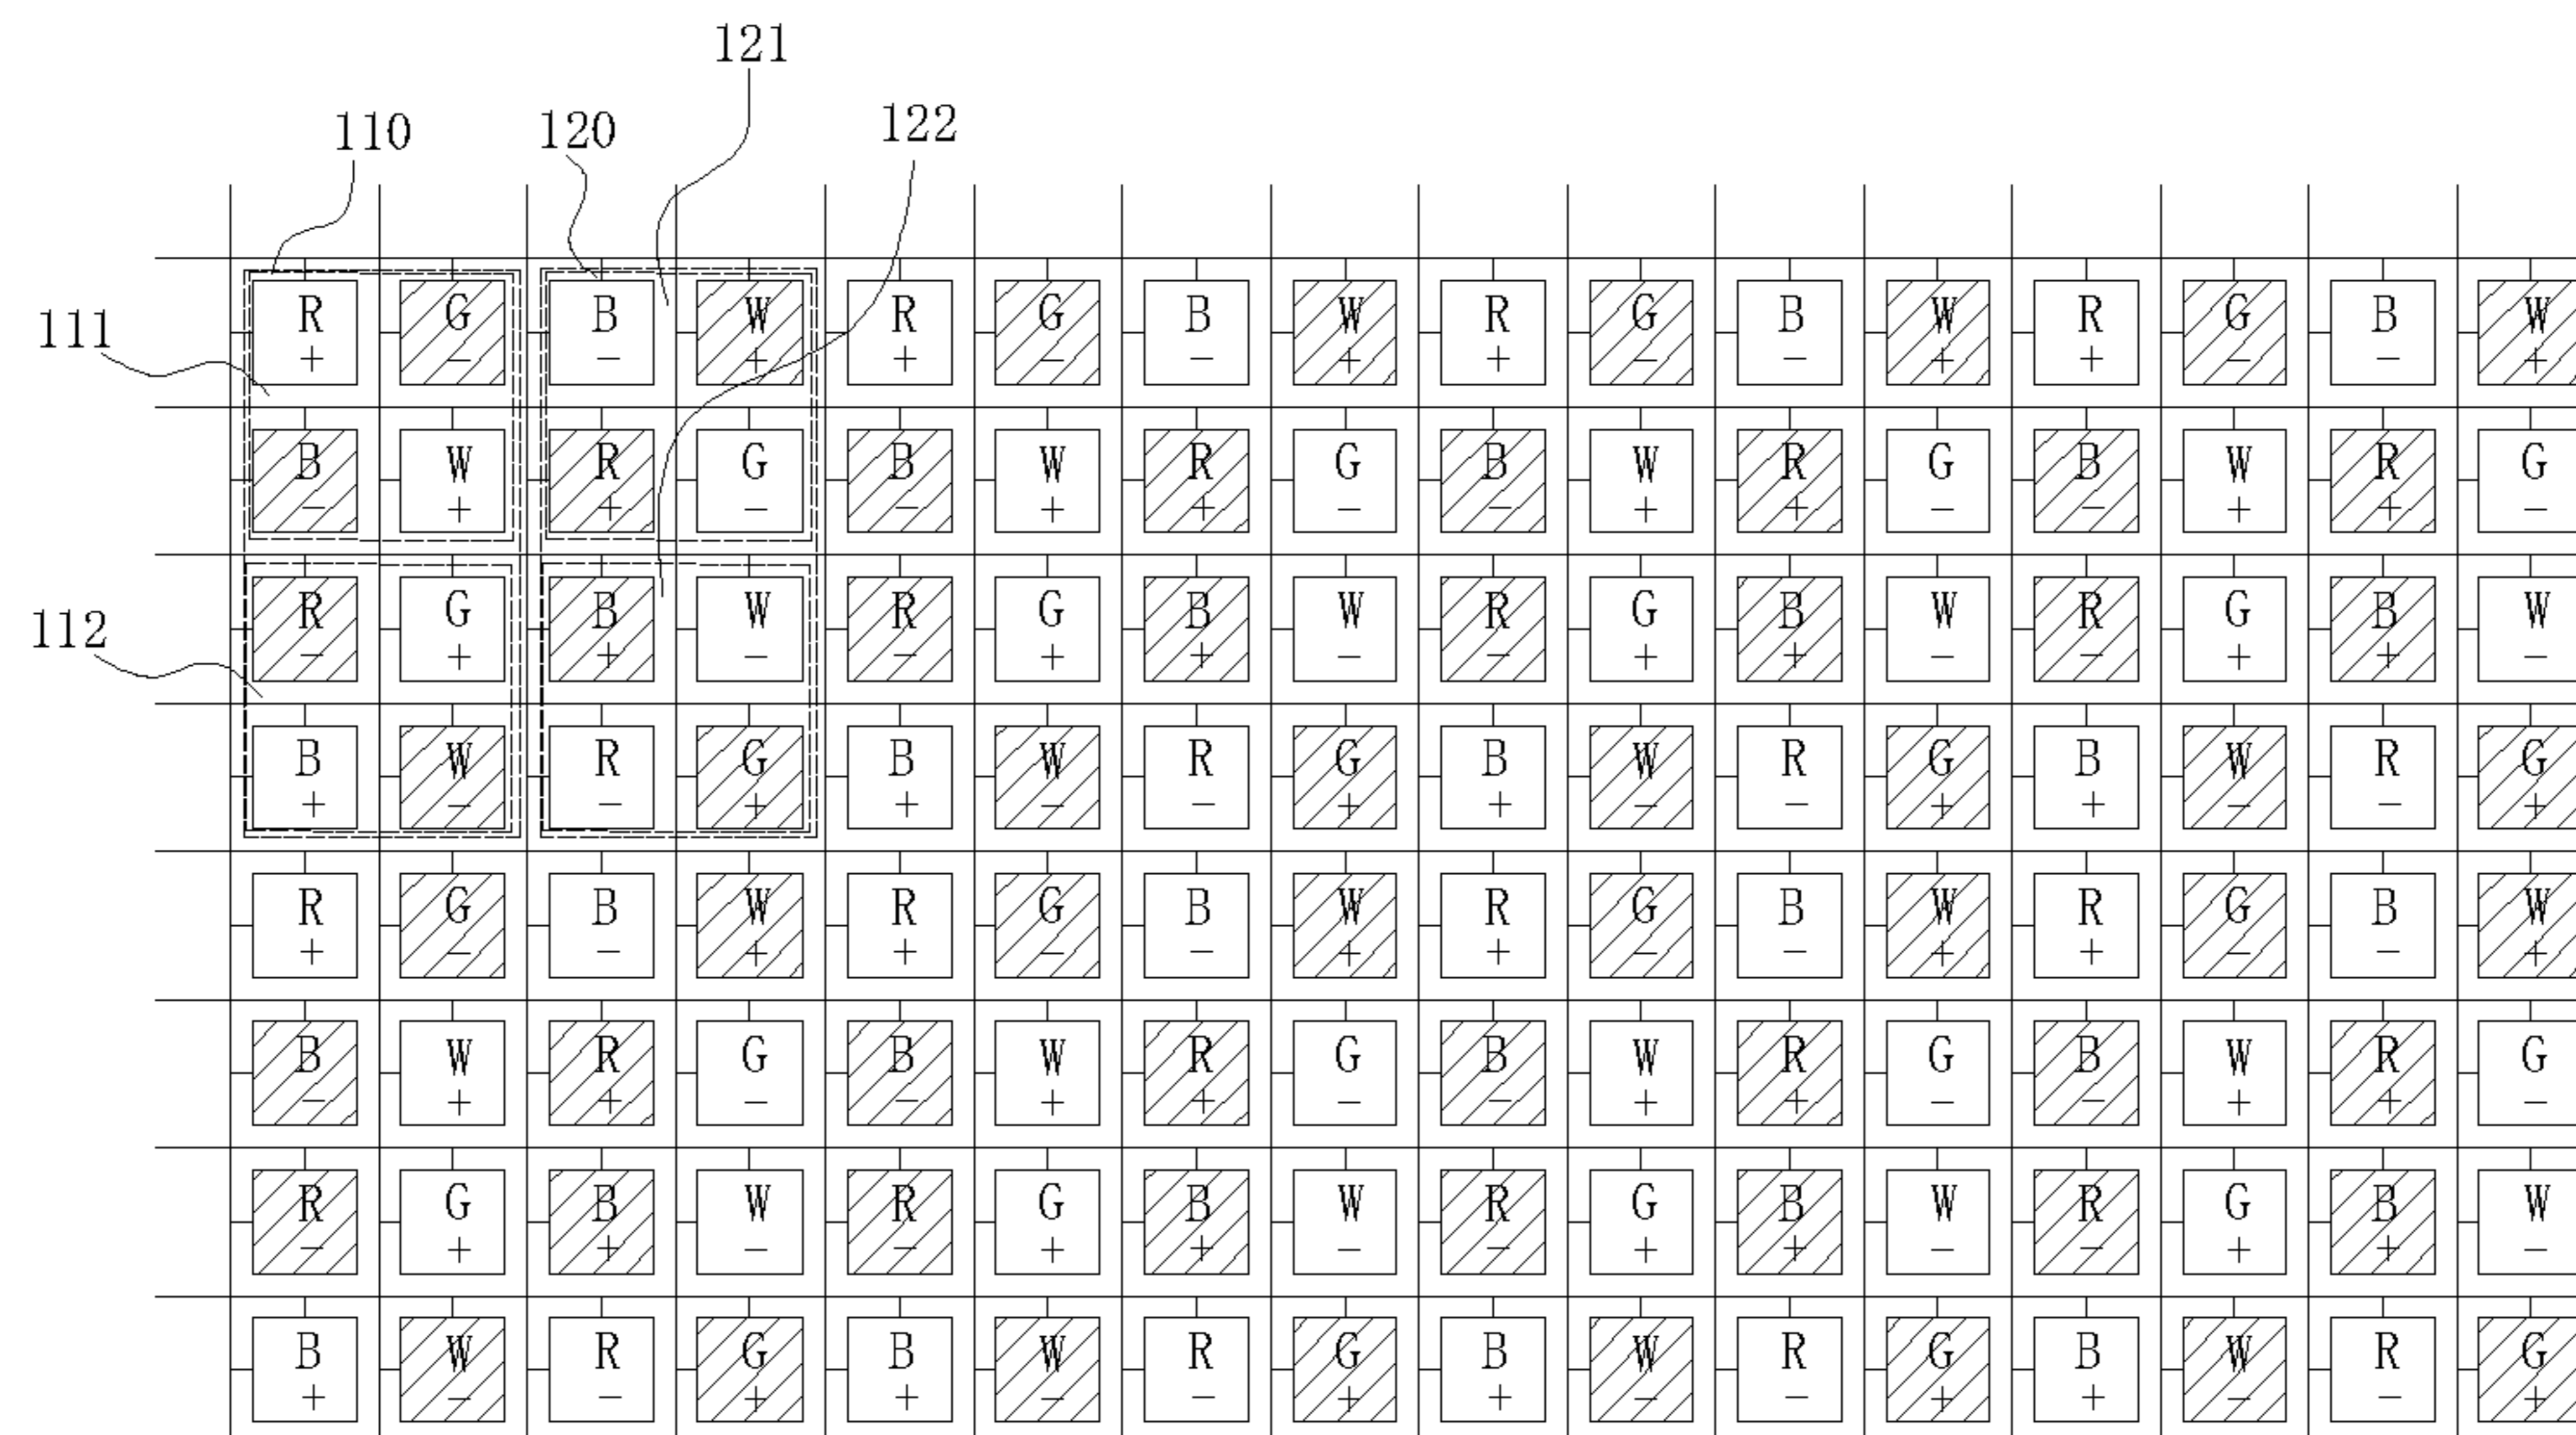 121
110 120 122
R G B W R G B W R G B W R G B W
111
+ − − + + − − + + − − + + − − +
B W R G B W R G B W R G B W R G
− + + − − + + − − + + − − + + −
R G B W R G B W R G B W R G B W
112
− + + − − + + − − + + − − + + −
B W R G B W R G B W R G B W R G
+ − − + + − − + + − − + + − − +
R G B W R G B W R G B W R G B W
+ − − + + − − + + − − + + − − +
B W R G B W R G B W R G B W R G
− + + − − + + − − + + − − + + −
R G B W R G B W R G B W R G B W
− + + − − + + − − + + − − + + −
B W R G B W R G B W R G B W R G
+ − − + + − − + + − − + + − − +